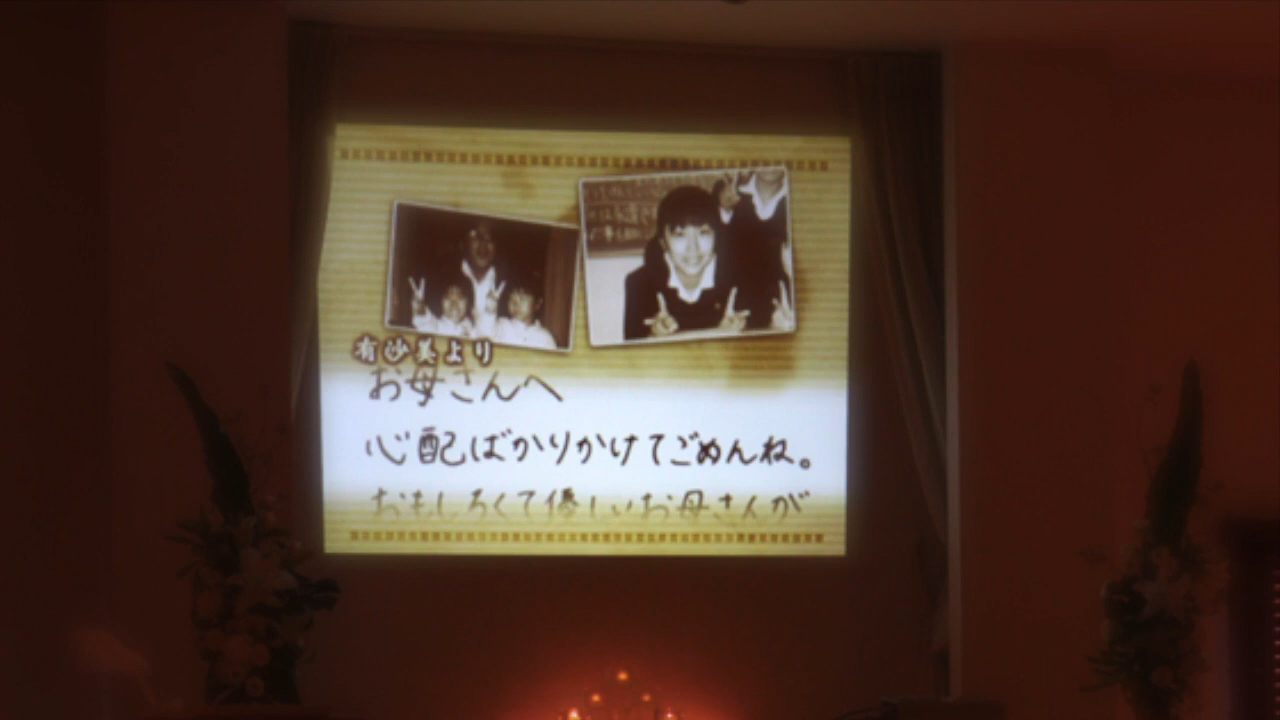 有沙美より
お母さんへ
心配ばかりかけてごめんね。
おもしろくて優しいお母さんが